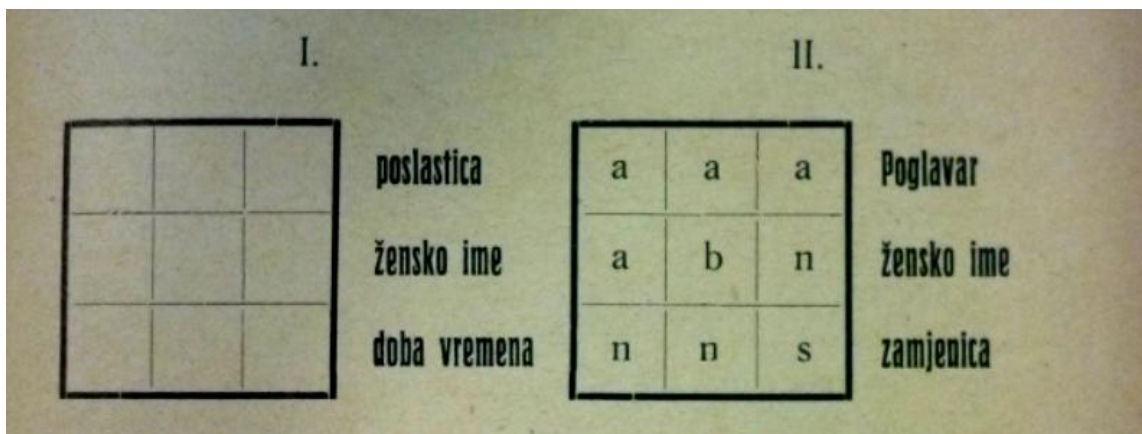 I. II.
poslastica a a a Poglavar
žensko ime a b n žensko ime
doba vremena n n s zamjenica